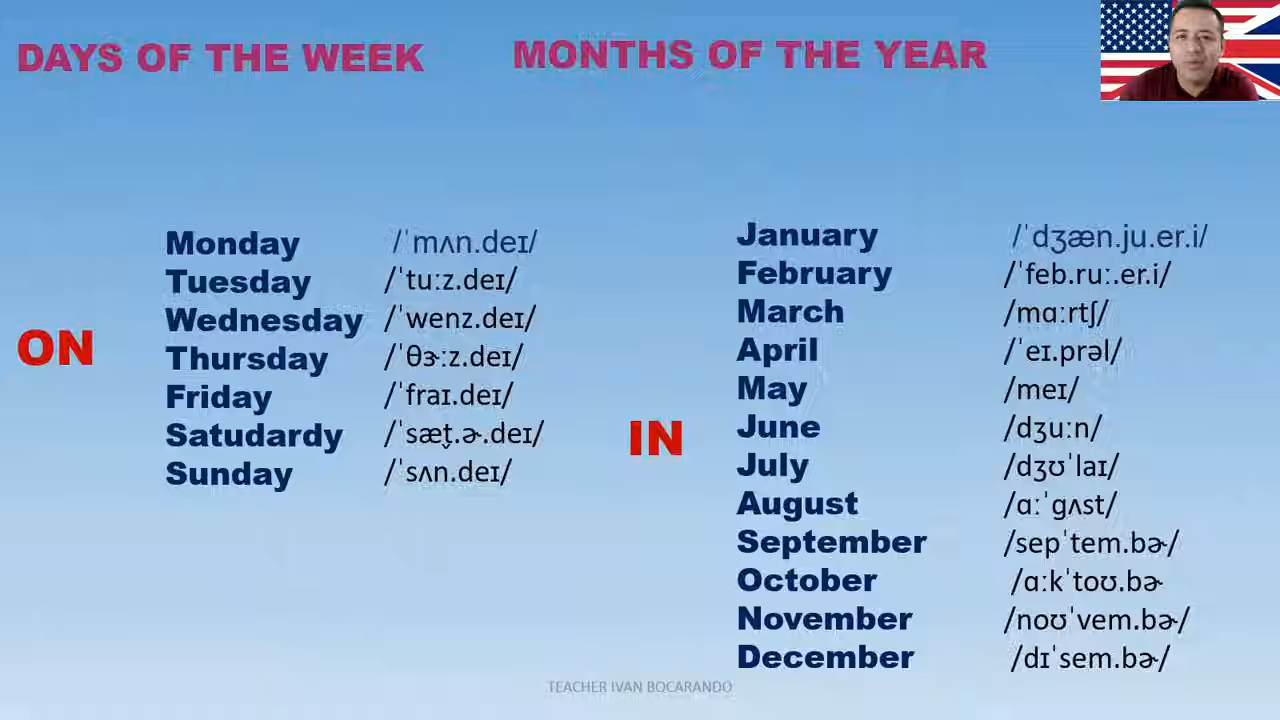 DAYS OF THE WEEK
MONTHS OF THE YEAR
ON
Monday /ˈmʌn.deɪ/
Tuesday /ˈtuːz.deɪ/
Wednesday /ˈwenz.deɪ/
Thursday /ˈθɝːz.deɪ/
Friday /ˈfraɪ.deɪ/
Satudardy /ˈsæt̬.ɚ.deɪ/
Sunday /ˈsʌn.deɪ/
IN
January /ˈdʒæn.ju.er.i/
February /ˈfeb.ruː.er.i/
March /mɑːrtʃ/
April /ˈeɪ.prəl/
May /meɪ/
June /dʒuːn/
July /dʒʊˈlaɪ/
August /ɑːˈɡʌst/
September /sepˈtem.bɚ/
October /ɑːkˈtoʊ.bɚ
November /noʊˈvem.bɚ/
December /dɪˈsem.bɚ/
TEACHER IVAN BOCARANDO